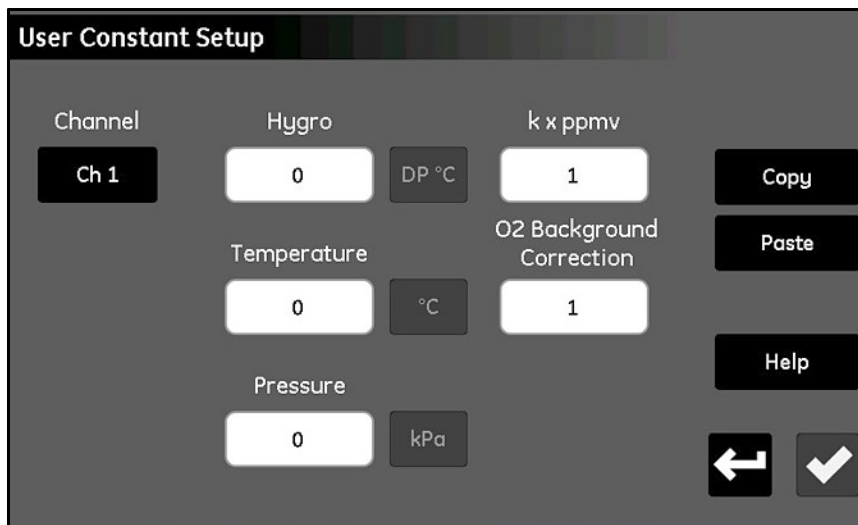 User Constant Setup
Channel
Hygro
k x ppmv
Ch 1
0
DP °C
1
Copy
Temperature
O2 Background
Correction
Paste
0
°C
1
Pressure
Help
0
kPa